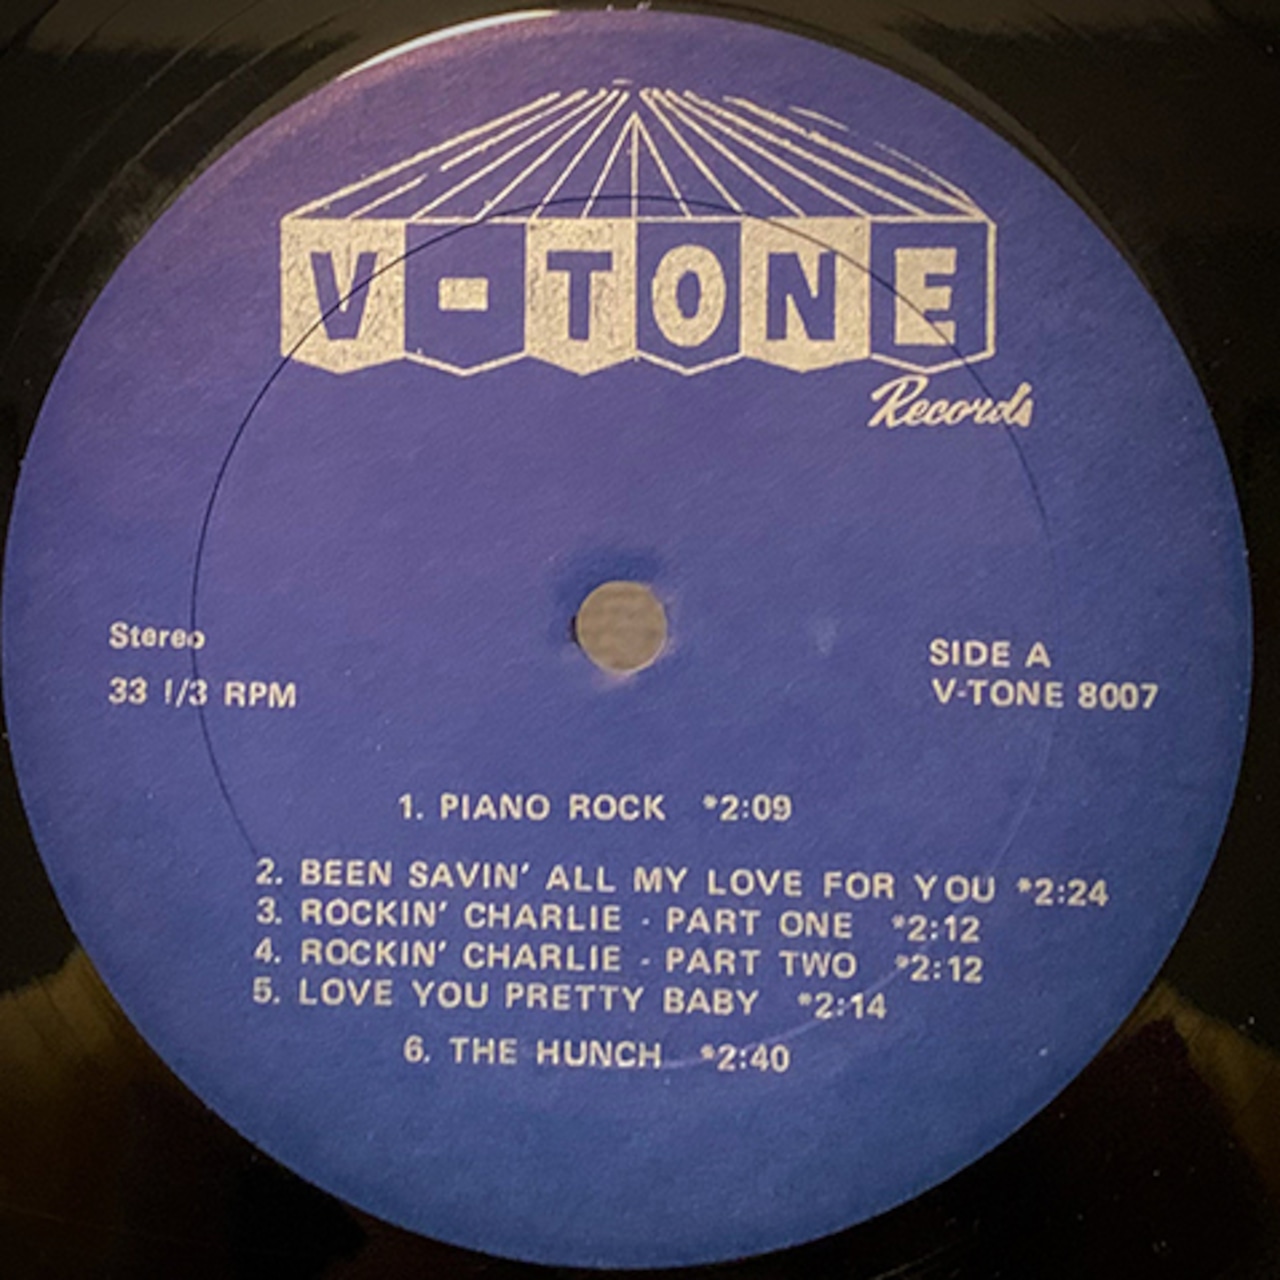 V-TONE
Records
Stereo
33 1/3 RPM
SIDE A
V-TONE 8007
1. PIANO ROCK *2:09
2. BEEN SAVIN' ALL MY LOVE FOR YOU *2:24
3. ROCKIN' CHARLIE - PART ONE *2:12
4. ROCKIN' CHARLIE - PART TWO *2:12
5. LOVE YOU PRETTY BABY *2:14
6. THE HUNCH *2:40